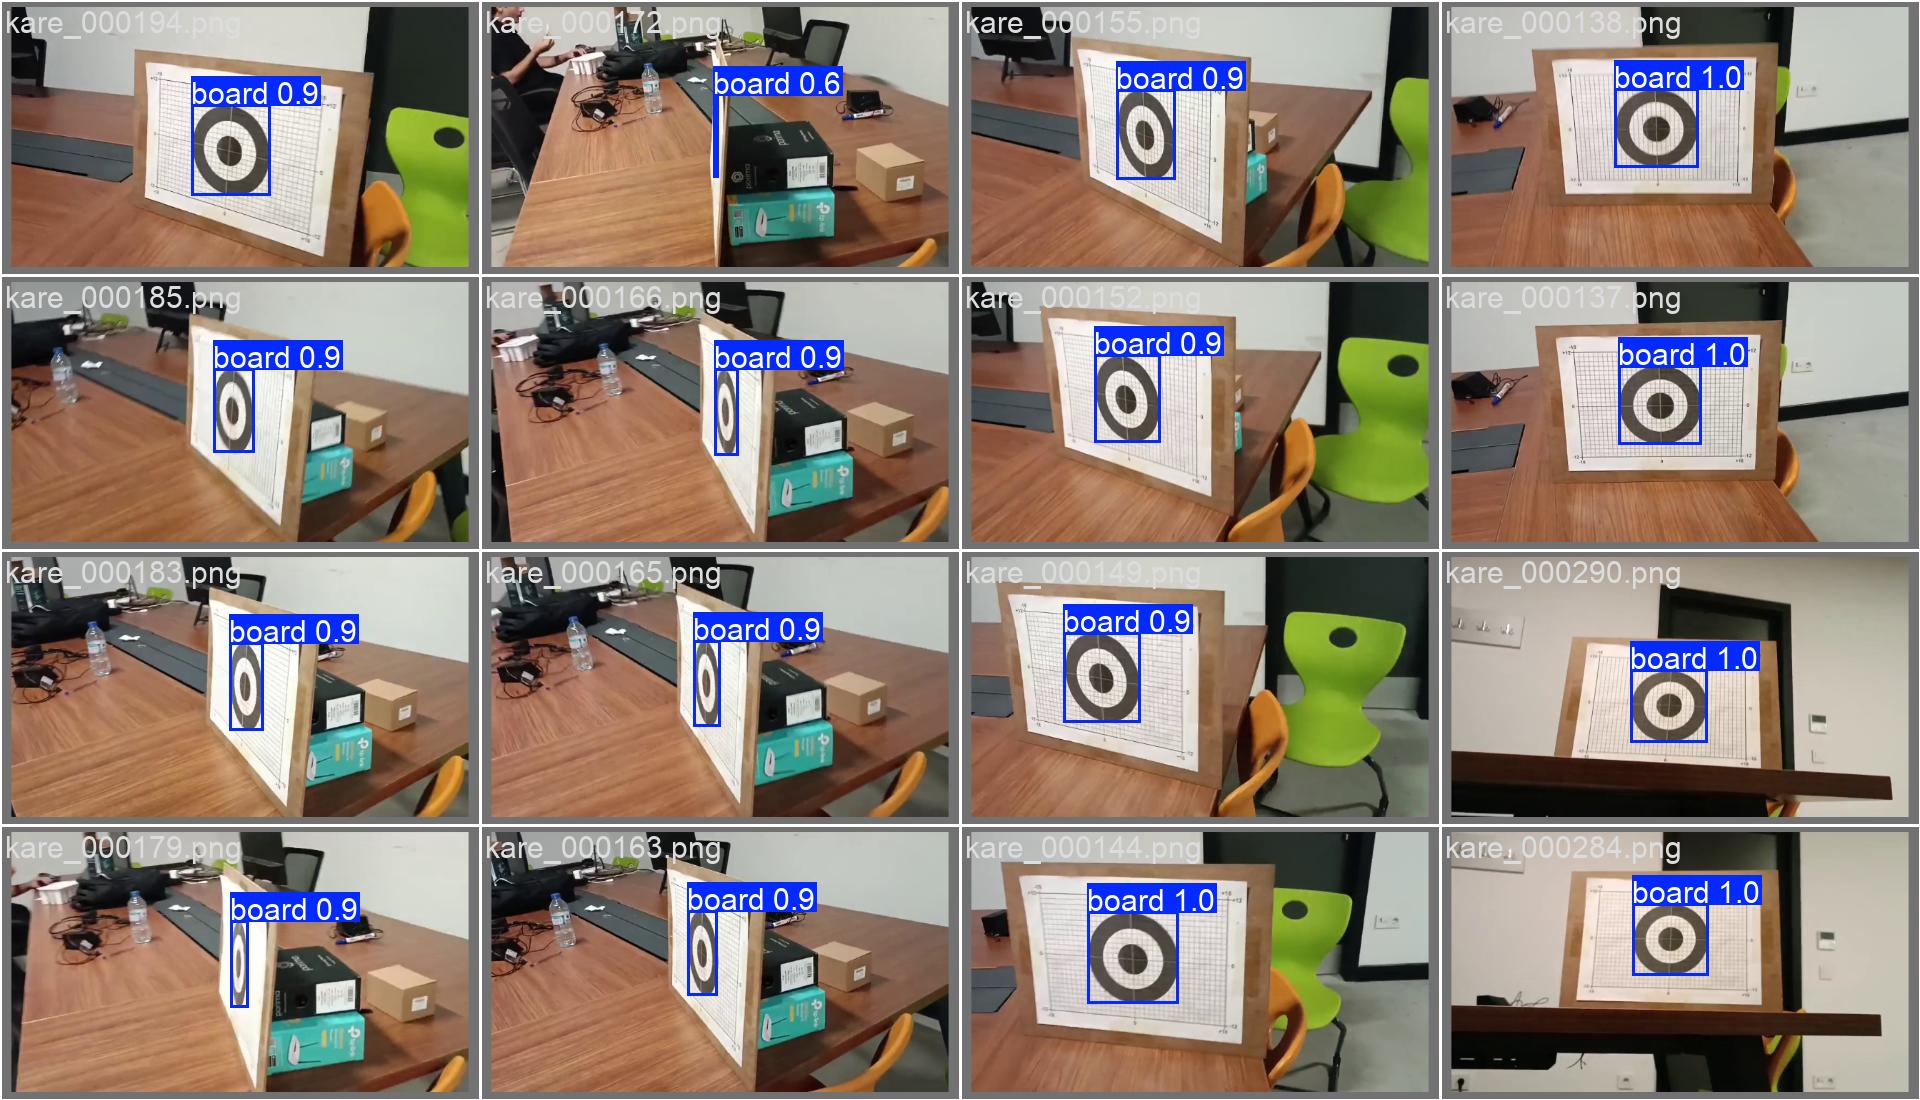 kare_000194.png
board 0.9
kare_000172.png
board 0.6
kare_000155.png
board 0.9
kare_000138.png
board 1.0
kare_000185.png
board 0.9
kare_000166.png
board 0.9
kare_000152.png
board 0.9
kare_000137.png
board 1.0
kare_000183.png
board 0.9
kare_000165.png
board 0.9
kare_000149.png
board 0.9
kare_000290.png
board 1.0
kare_000179.png
board 0.9
kare_000163.png
board 0.9
kare_000144.png
board 1.0
kare_000284.png
board 1.0